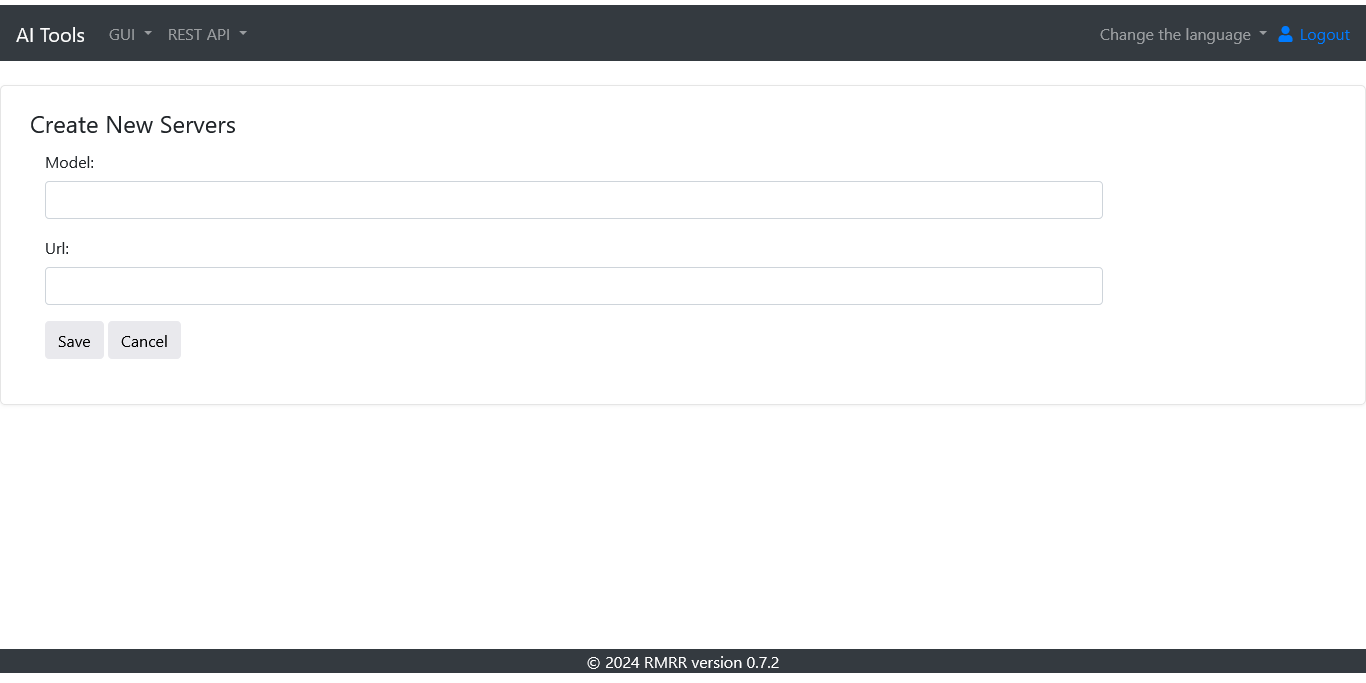 AI Tools GUI REST API Change the language Logout
Create New Servers
Model:
Url:
Save Cancel
© 2024 RMRR version 0.7.2